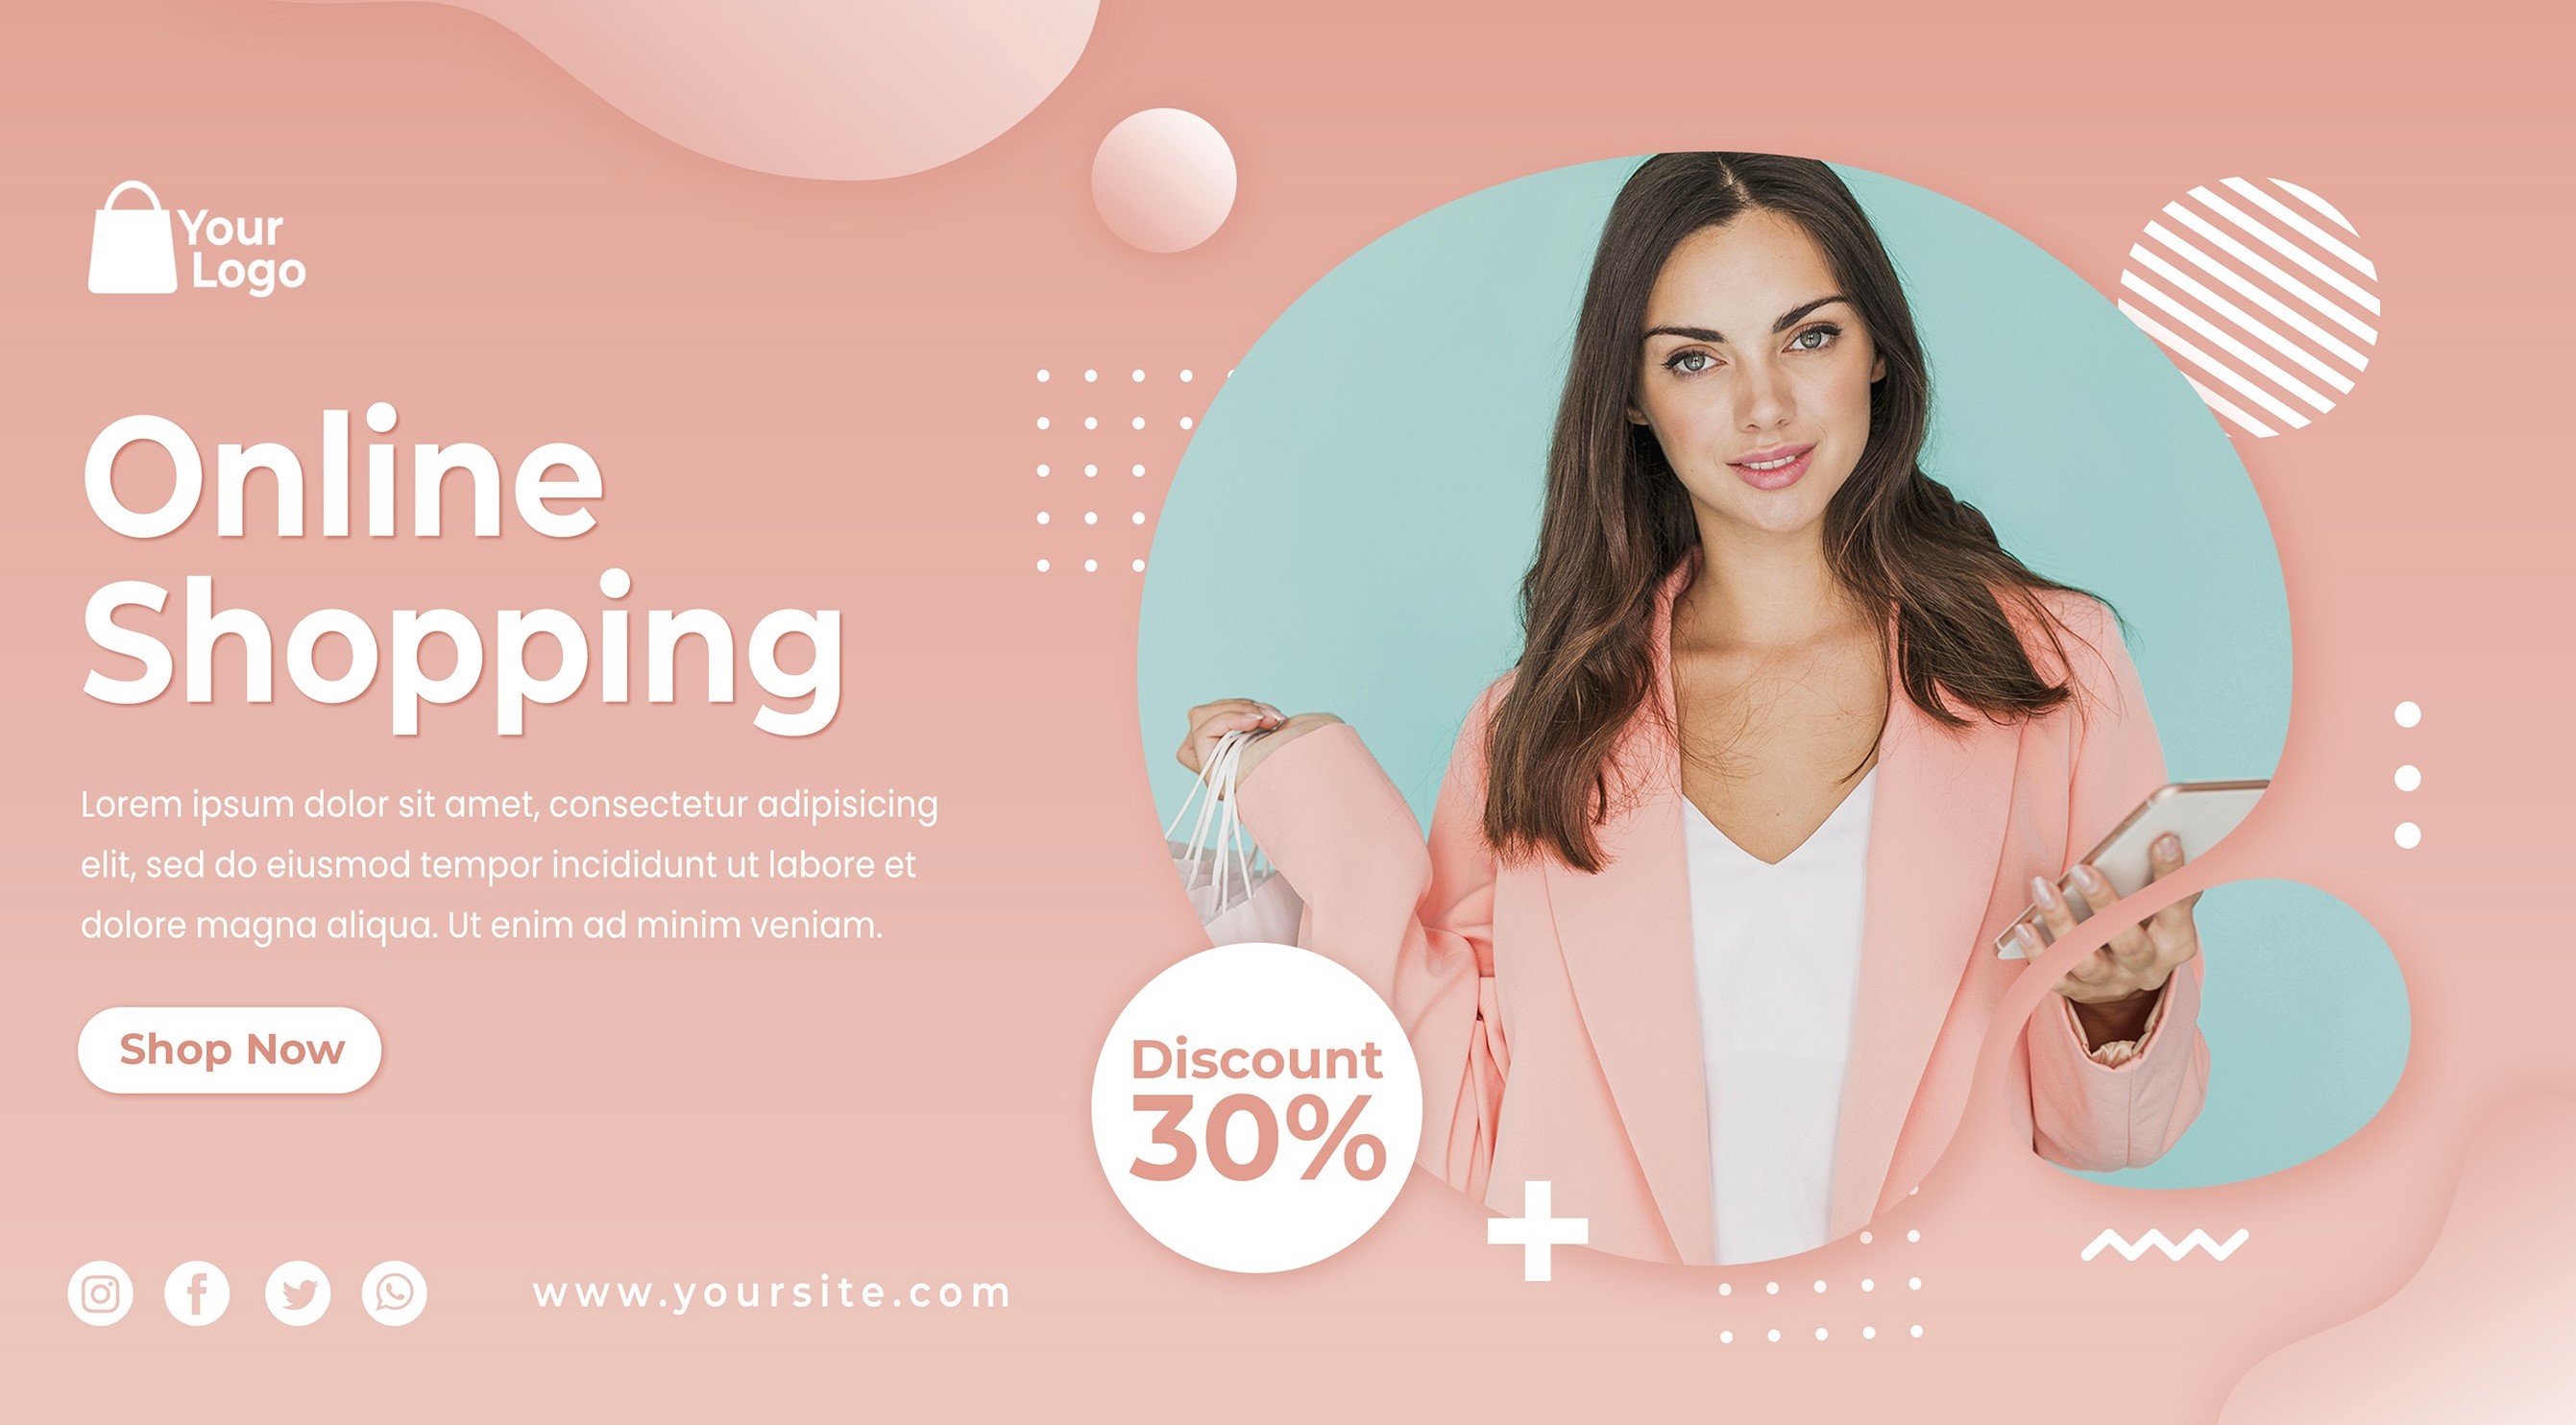 Your
Logo
Online
Shopping
Lorem ipsum dolor sit amet, consectetur adipisicing
elit, sed do eiusmod tempor incididunt ut labore et
dolore magna aliqua. Ut enim ad minim veniam.
Shop Now
Discount
30%
www.yoursite.com